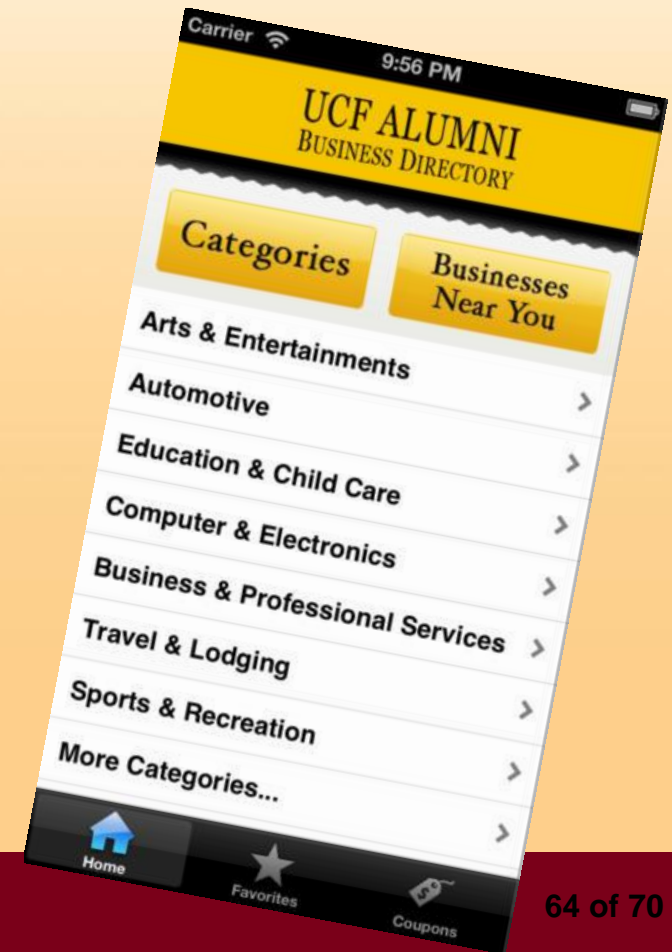 Carrier
9:56 PM
UCF ALUMNI
BUSINESS DIRECTORY
Categories
Businesses
Near You
Arts & Entertainments
Automotive
Education & Child Care
Computer & Electronics
Business & Professional Services
Travel & Lodging
Sports & Recreation
More Categories...
Home
Favorites
Coupons
64 of 70